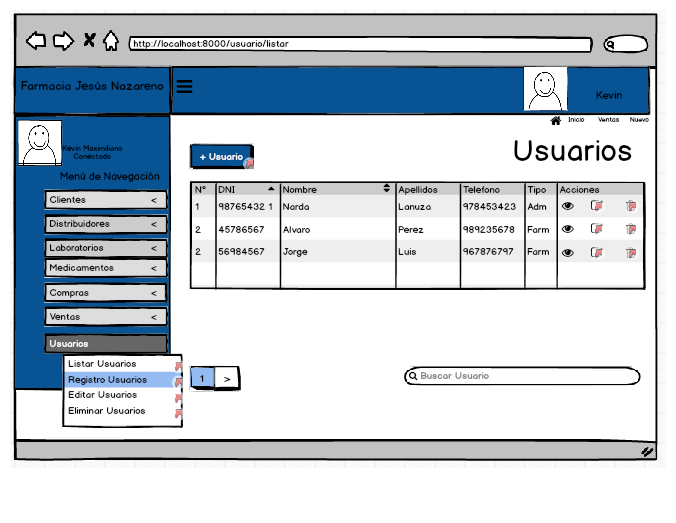 http://localhost:8000/usuario/listar
Farmacia Jesús Nazareno
Kevin
Inicio Ventas Nuevo
Kevin Maximiliano
Conectado
Menú de Navegación
Usuarios
+ Usuario
N° DNI Nombre Apellidos Telefono Tipo Acciones
1 98765432 1 Narda Lanuza 978453423 Adm
2 45786567 Alvaro Perez 989235678 Farm
2 56984567 Jorge Luis 967876797 Farm
Clientes <
Distribuidores <
Laboratorios <
Medicamentos <
Compras <
Ventas <
Usuarios
Listar Usuarios
Registro Usuarios
Editar Usuarios
Eliminar Usuarios
1 >
Buscar Usuario